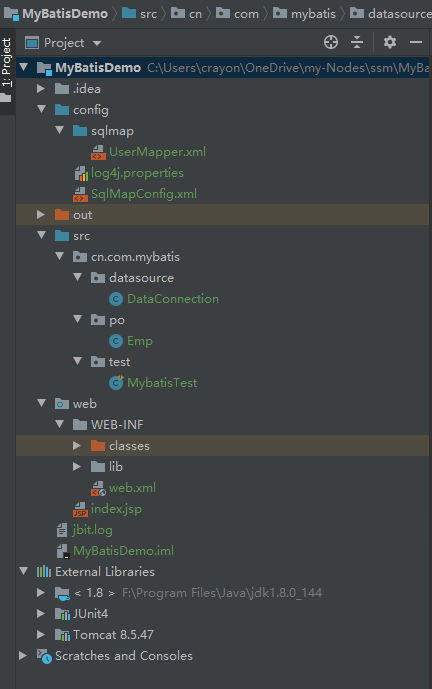 MyBatisDemo src cn com mybatis datasource
1: Project
Project
MyBatisDemo C:\Users\crayon\OneDrive\my-Nodes\ssm\MyBa
.idea
config
sqlmap
UserMapper.xml
log4j.properties
SqlMapConfig.xml
out
src
cn.com.mybatis
datasource
DataConnection
po
Emp
test
MybatisTest
web
WEB-INF
classes
lib
web.xml
index.jsp
jbit.log
MyBatisDemo.iml
External Libraries
< 1.8 > F:\Program Files\Java\jdk1.8.0_144
JUnit4
Tomcat 8.5.47
Scratches and Consoles